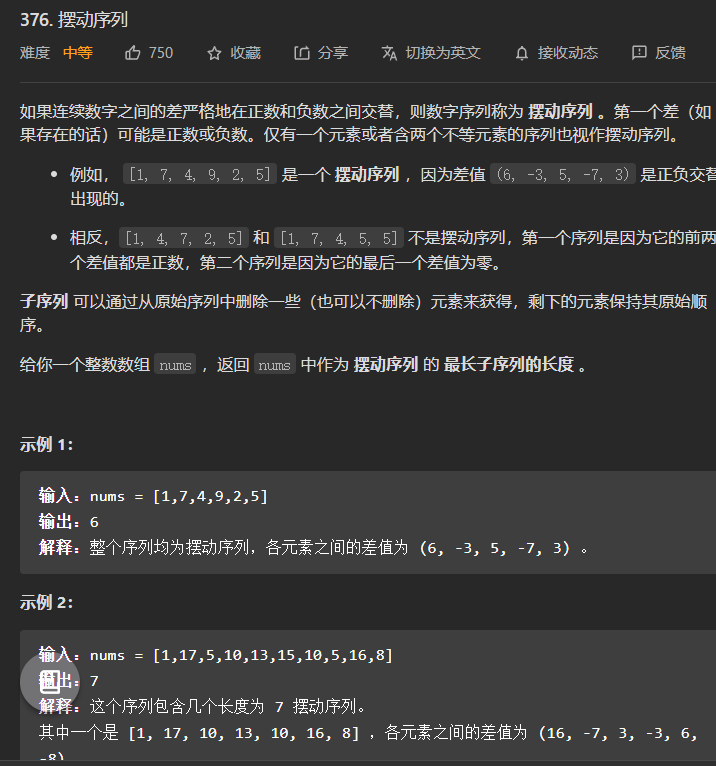 376. 摆动序列
难度 中等 750 收藏 分享 切换为英文 接收动态 反馈
如果连续数字之间的差严格地在正数和负数之间交替，则数字序列称为 摆动序列 。第一个差（如
果存在的话）可能是正数或负数。仅有一个元素或者含两个不等元素的序列也视作摆动序列。
例如， [1, 7, 4, 9, 2, 5] 是一个 摆动序列 ，因为差值 (6, -3, 5, -7, 3) 是正负交替
出现的。
相反， [1, 4, 7, 2, 5] 和 [1, 7, 4, 5, 5] 不是摆动序列，第一个序列是因为它的前两
个差值都是正数，第二个序列是因为它的最后一个差值为零。
子序列 可以通过从原始序列中删除一些（也可以不删除）元素来获得，剩下的元素保持其原始顺
序。
给你一个整数数组 nums ，返回 nums 中作为 摆动序列 的 最长子序列的长度 。
示例 1：
输入：nums = [1,7,4,9,2,5]
输出：6
解释：整个序列均为摆动序列，各元素之间的差值为 (6, -3, 5, -7, 3) 。
示例 2：
输入：nums = [1,17,5,10,13,15,10,5,16,8]
输出：7
解释：这个序列包含几个长度为 7 摆动序列。
其中一个是 [1, 17, 10, 13, 10, 16, 8] ，各元素之间的差值为 (16, -7, 3, -3, 6,
-8)